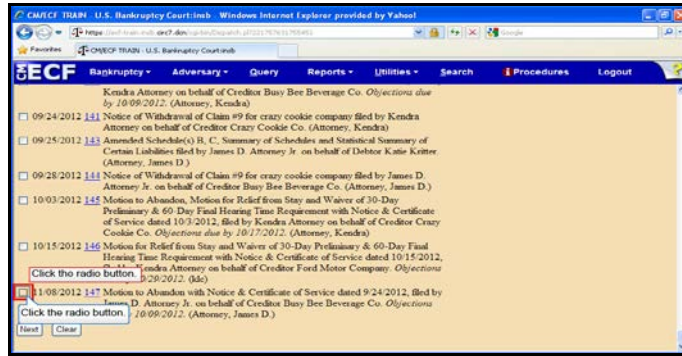 CM/ECF TRAIN - U.S. Bankruptcy Court:insb - Windows Internet Explorer provided by Yahoo!
Google
Favorites CM/ECF TRAIN - U.S. Bankruptcy Court:insb
ECF Bankruptcy Adversary Query Reports Utilities Search Procedures Logout
Kendra Attorney on behalf of Creditor Busy Bee Beverage Co. Objections due
by 10/09/2012. (Attorney, Kendra)
09/24/2012 141 Notice of Withdrawal of Claim #9 for crazy cookie company filed by Kendra
Attorney on behalf of Creditor Crazy Cookie Co. (Attorney, Kendra)
09/25/2012 143 Amended Schedule(s) B, C, Summary of Schedules and Statistical Summary of
Certain Liabilities filed by James D. Attorney Jr. on behalf of Debtor Katie Kritter.
(Attorney, James D.)
09/28/2012 144 Notice of Withdrawal of Claim #9 for crazy cookie company filed by James D.
Attorney Jr. on behalf of Creditor Busy Bee Beverage Co. (Attorney, James D.)
10/03/2012 145 Motion to Abandon, Motion for Relief from Stay and Waiver of 30-Day
Preliminary & 60-Day Final Hearing Time Requirement with Notice & Certificate
of Service dated 10/3/2012, filed by Kendra Attorney on behalf of Creditor Crazy
Cookie Co. Objections due by 10/17/2012. (Attorney, Kendra)
10/15/2012 146 Motion for Relief from Stay and Waiver of 30-Day Preliminary & 60-Day Final
Hearing Time Requirement with Notice & Certificate of Service dated 10/15/2012,
Kendra Attorney on behalf of Creditor Ford Motor Company. Objections
Click the radio button. 10/29/2012. (kle)
11/08/2012 147 Motion to Abandon with Notice & Certificate of Service dated 9/24/2012, filed by
James D. Attorney Jr. on behalf of Creditor Busy Bee Beverage Co. Objections
Click the radio button. 10/09/2012. (Attorney, James D.)
Next Clear